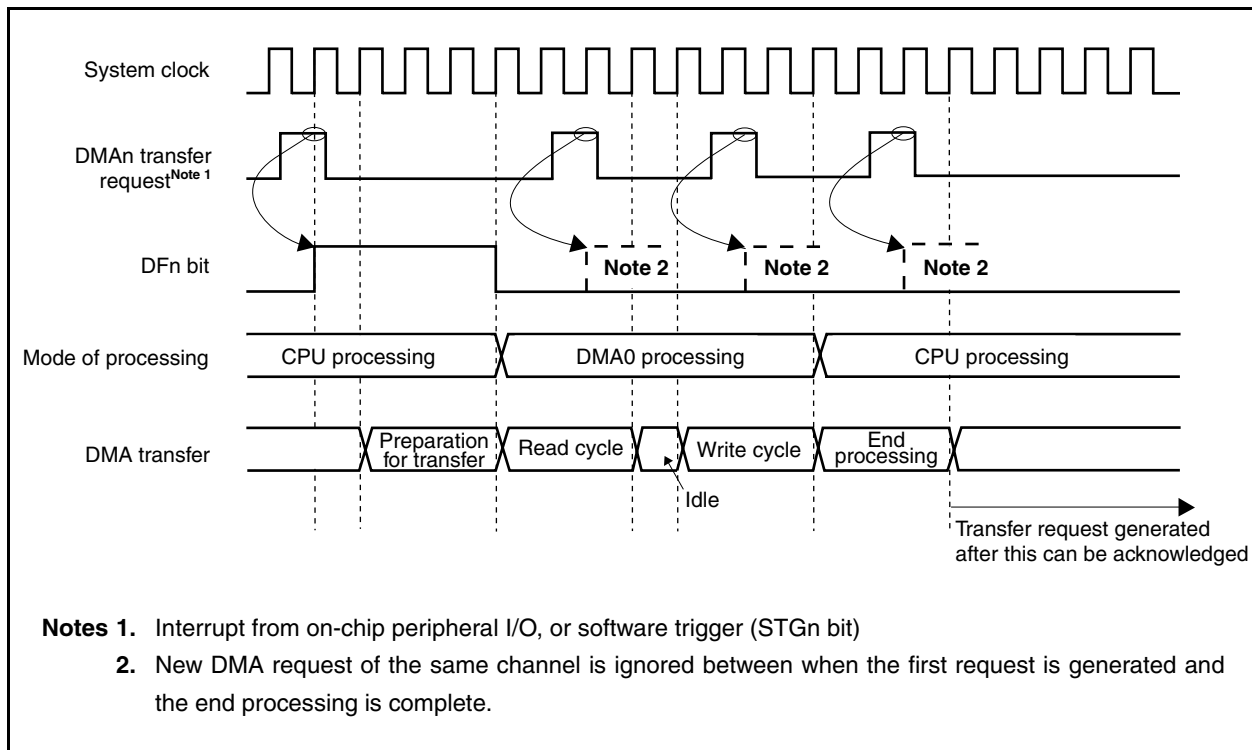 System clock
DMAn transfer
request Note 1
DFn bit
Note 2
Note 2
Note 2
Mode of processing
CPU processing
DMA0 processing
CPU processing
DMA transfer
Preparation
for transfer
Read cycle
Idle
Write cycle
End
processing
Transfer request generated
after this can be acknowledged
Notes 1. Interrupt from on-chip peripheral I/O, or software trigger (STGn bit)
2. New DMA request of the same channel is ignored between when the first request is generated and
the end processing is complete.